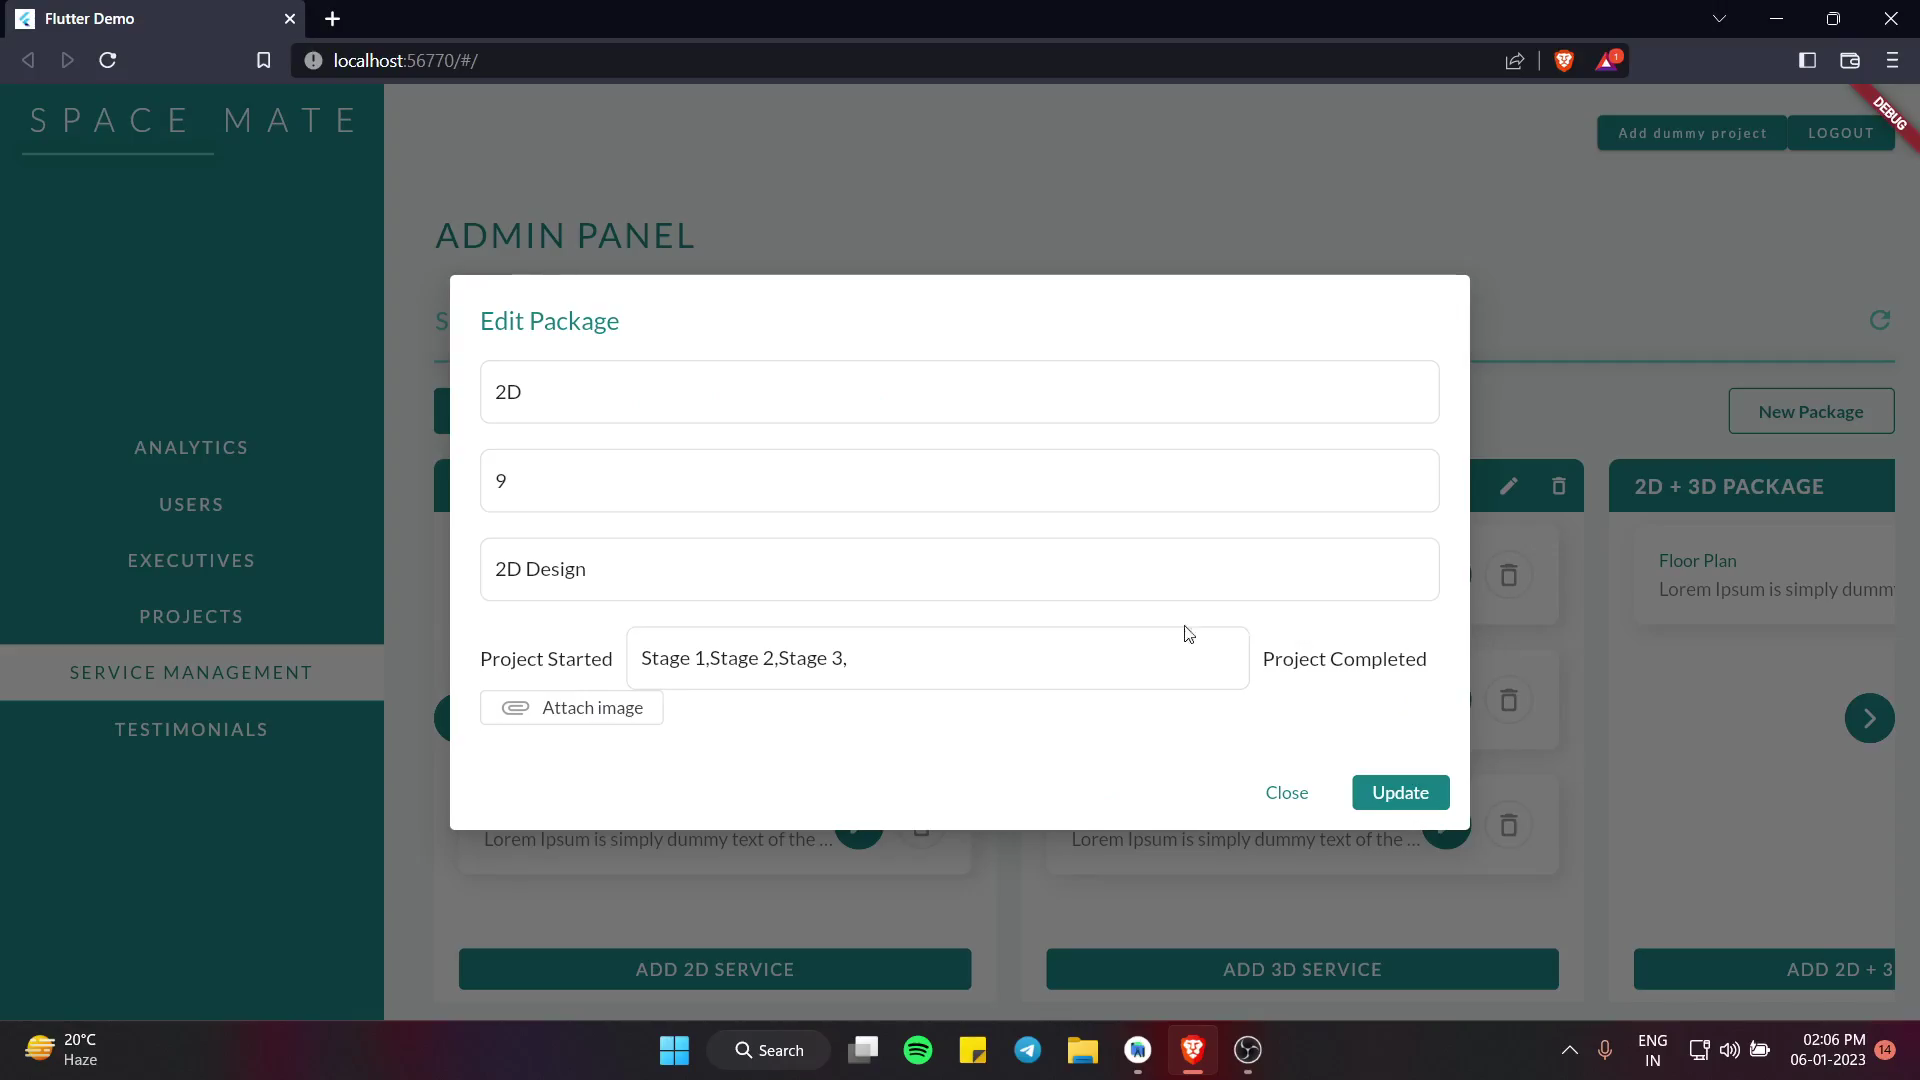 Flutter Demo
localhost:56770/#/
1
SPACE MATE
DEBUG
Add dummy project
LOGOUT
ADMIN PANEL
S
Edit Package
2D
9
2D Design
Project Started
Stage 1,Stage 2,Stage 3,
Project Completed
Attach image
Close
Update
New Package
2D + 3D PACKAGE
Floor Plan
Lorem Ipsum is simply dumm
ANALYTICS
USERS
EXECUTIVES
PROJECTS
SERVICE MANAGEMENT
TESTIMONIALS
Lorem Ipsum is simply dummy text of the ...
Lorem Ipsum is simply dummy text of the ...
ADD 2D SERVICE
ADD 3D SERVICE
ADD 2D + 3
20°C
Haze
Search
ENG
IN
02:06 PM
06-01-2023
14